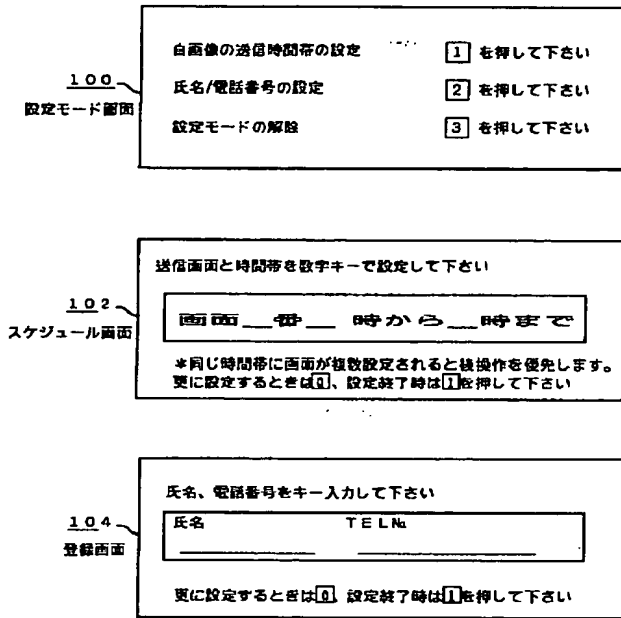 自画像の送信時間帯の設定 1 を押して下さい
100
設定モード画面
氏名/電話番号の設定 2 を押して下さい
設定モードの解除 3 を押して下さい
送信画面と時間帯を数字キーで設定して下さい
102
スケジュール画面
画面__番__ 時から__時まで
*同じ時間帯に画面が複数設定されると後操作を優先します。
更に設定するときは0、設定終了時は1を押して下さい
氏名、電話番号をキー入力して下さい
104
登録画面
氏名 TEL№
更に設定するときは0、設定終了時は1を押して下さい